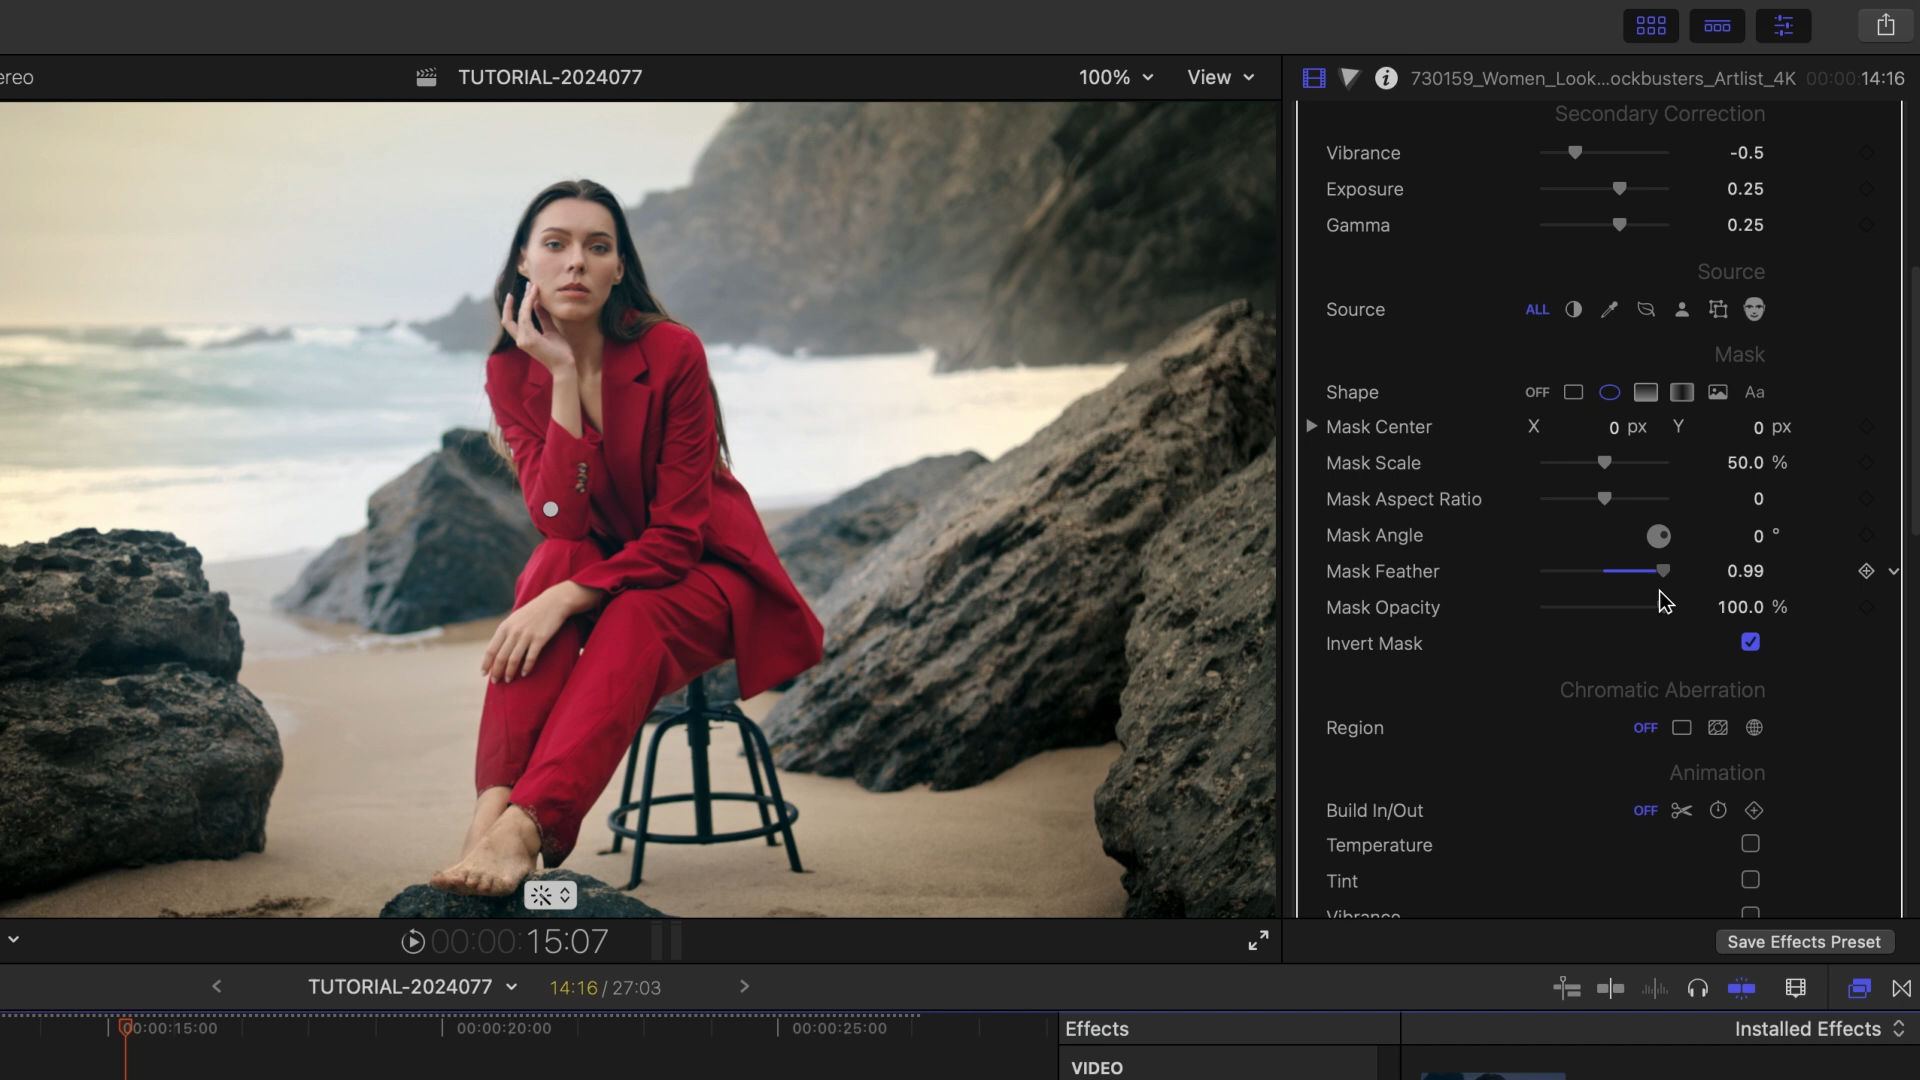 ereo
TUTORIAL-2024077
100%
View
730159_Women_Look...ockbusters_Artlist_4K
00:00:14:16
Secondary Correction
Vibrance -0.5
Exposure 0.25
Gamma 0.25
Source
Source ALL
Mask
Shape OFF Aa
Mask Center X 0 px Y 0 px
Mask Scale 50.0 %
Mask Aspect Ratio 0
Mask Angle 0 °
Mask Feather 0.99
Mask Opacity 100.0 %
Invert Mask
Chromatic Aberration
Region OFF
Animation
Build In/Out OFF
Temperature
Tint
Vibrance
00:00:15:07
Save Effects Preset
TUTORIAL-2024077
14:16 / 27:03
00:00:15:00
00:00:20:00
00:00:25:00
Effects
Installed Effects
VIDEO